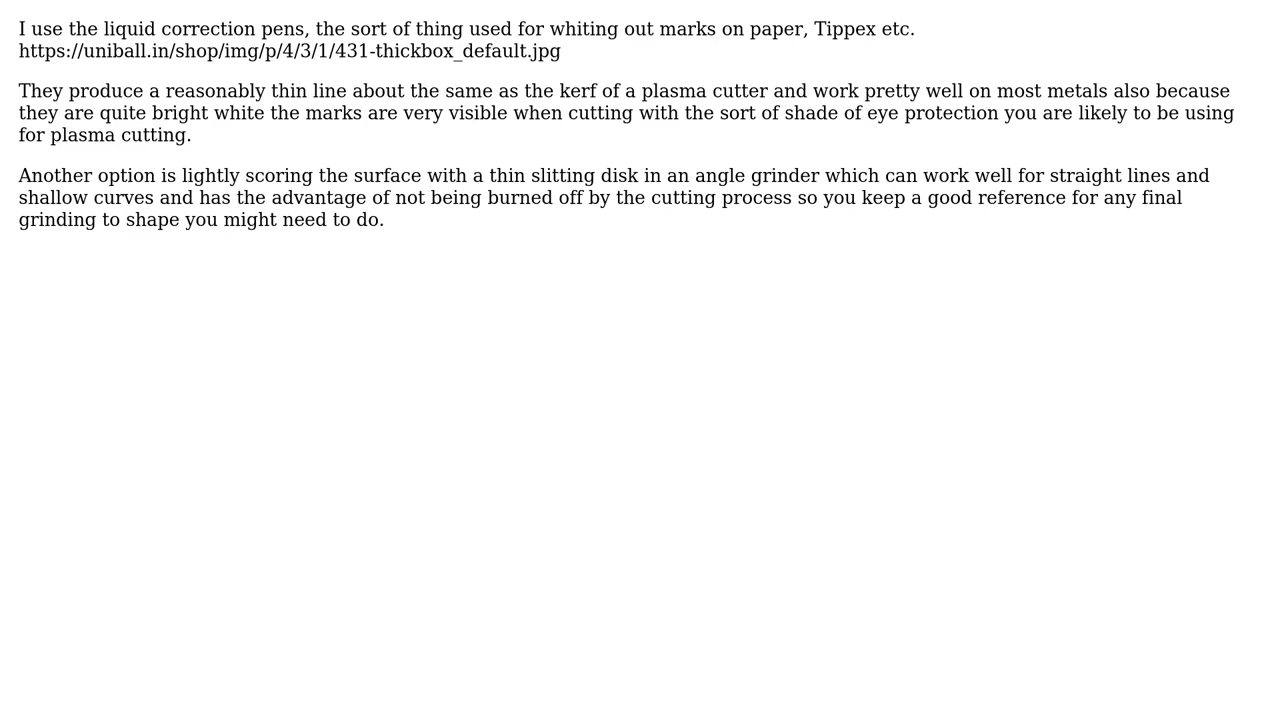 I use the liquid correction pens, the sort of thing used for whiting out marks on paper, Tippex etc.
https://uniball.in/shop/img/p/4/3/1/431-thickbox_default.jpg
They produce a reasonably thin line about the same as the kerf of a plasma cutter and work pretty well on most metals also because
they are quite bright white the marks are very visible when cutting with the sort of shade of eye protection you are likely to be using
for plasma cutting.
Another option is lightly scoring the surface with a thin slitting disk in an angle grinder which can work well for straight lines and
shallow curves and has the advantage of not being burned off by the cutting process so you keep a good reference for any final
grinding to shape you might need to do.